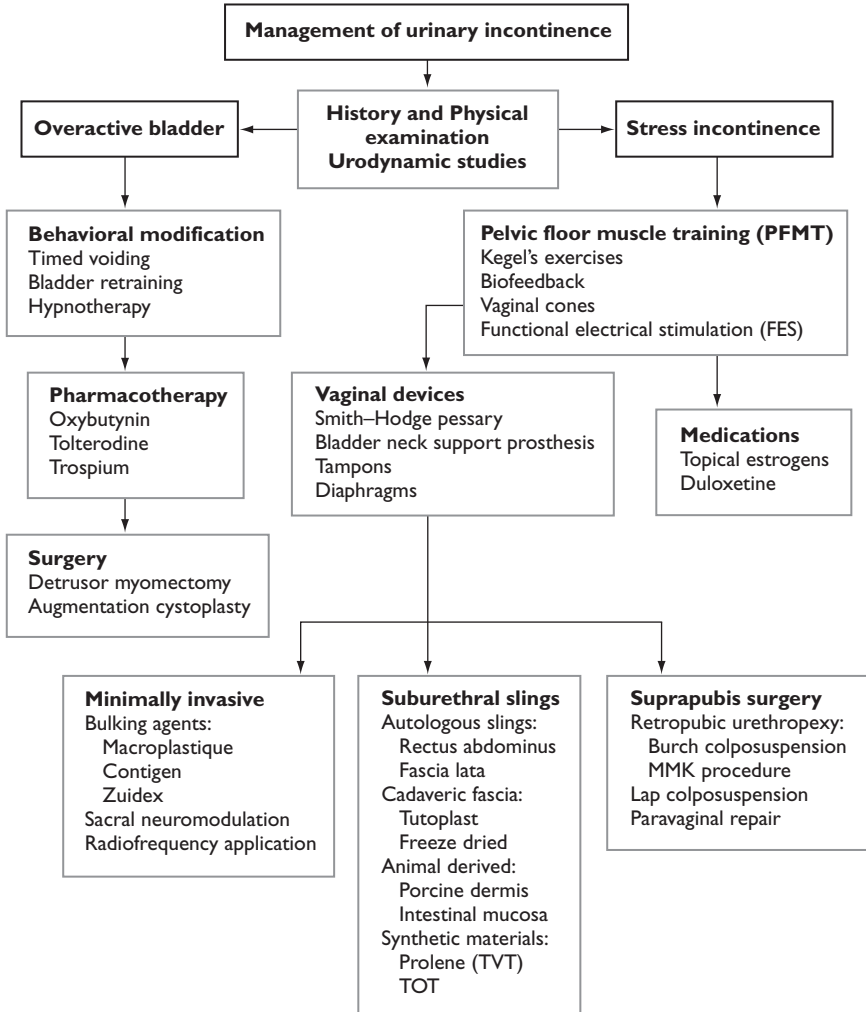 Management of urinary incontinence
Overactive bladder
History and Physical
examination
Urodynamic studies
Stress incontinence
Behavioral modification
Timed voiding
Bladder retraining
Hypnotherapy
Pelvic floor muscle training (PFMT)
Kegel's exercises
Biofeedback
Vaginal cones
Functional electrical stimulation (FES)
Pharmacotherapy
Oxybutynin
Tolterodine
Trospium
Vaginal devices
Smith–Hodge pessary
Bladder neck support prosthesis
Tampons
Diaphragms
Medications
Topical estrogens
Duloxetine
Surgery
Detrusor myomectomy
Augmentation cystoplasty
Minimally invasive
Bulking agents:
Macroplastique
Contigen
Zuidex
Sacral neuromodulation
Radiofrequency application
Suburethral slings
Autologous slings:
Rectus abdominus
Fascia lata
Cadaveric fascia:
Tutoplast
Freeze dried
Animal derived:
Porcine dermis
Intestinal mucosa
Synthetic materials:
Prolene (TVT)
TOT
Suprapubis surgery
Retropubic urethropexy:
Burch colposuspension
MMK procedure
Lap colposuspension
Paravaginal repair